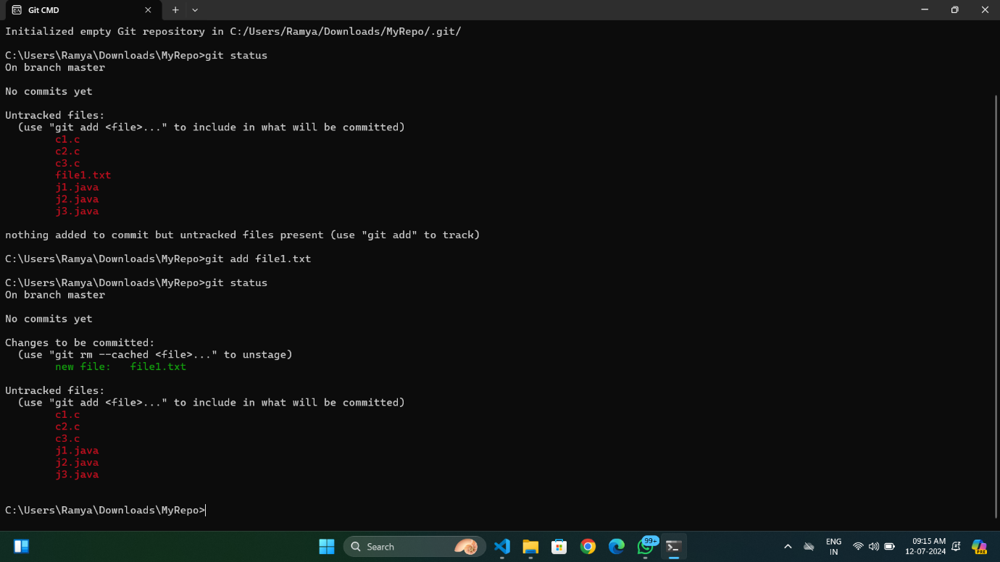 Git CMD
Initialized empty Git repository in C:/Users/Ramya/Downloads/MyRepo/.git/
C:\Users\Ramya\Downloads\MyRepo>git status
On branch master
No commits yet
Untracked files:
(use "git add <file>..." to include in what will be committed)
c1.c
c2.c
c3.c
file1.txt
j1.java
j2.java
j3.java
nothing added to commit but untracked files present (use "git add" to track)
C:\Users\Ramya\Downloads\MyRepo>git add file1.txt
C:\Users\Ramya\Downloads\MyRepo>git status
On branch master
No commits yet
Changes to be committed:
(use "git rm --cached <file>..." to unstage)
new file:   file1.txt
Untracked files:
(use "git add <file>..." to include in what will be committed)
c1.c
c2.c
c3.c
j1.java
j2.java
j3.java
C:\Users\Ramya\Downloads\MyRepo>
Search
99+
ENG
IN
09:15 AM
12-07-2024
PRE